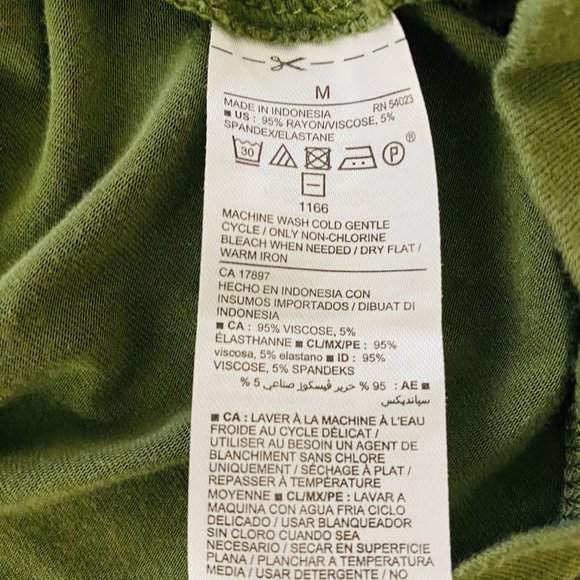 M
MADE IN INDONESIA RN 54023
US : 95% RAYON/VISCOSE, 5%
SPANDEX/ELASTANE
30 P
1166
MACHINE WASH COLD GENTLE
CYCLE / ONLY NON-CHLORINE
BLEACH WHEN NEEDED / DRY FLAT /
WARM IRON
CA 17897
HECHO EN INDONESIA CON
INSUMOS IMPORTADOS / DIBUAT DI
INDONESIA
CA : 95% VISCOSE, 5%
ÉLASTHANNE ■ CL/MX/PE : 95%
viscosa, 5% elastano ■ ID : 95%
VISCOSE, 5% SPANDEKS
AE : 95 % حرير فيسكوز صناعي 5 %
سبانديكس
CA : LAVER À LA MACHINE À L'EAU
FROIDE AU CYCLE DÉLICAT /
UTILISER AU BESOIN UN AGENT DE
BLANCHIMENT SANS CHLORE
UNIQUEMENT / SÉCHAGE À PLAT /
REPASSER À TEMPÉRATURE
MOYENNE ■ CL/MX/PE : LAVAR A
MAQUINA CON AGUA FRIA CICLO
DELICADO / USAR BLANQUEADOR
SIN CLORO CUANDO SEA
NECESARIO / SECAR EN SUPERFICIE
PLANA / PLANCHAR A TEMPERATURA
MEDIA / USAR DETERGENTE / NO